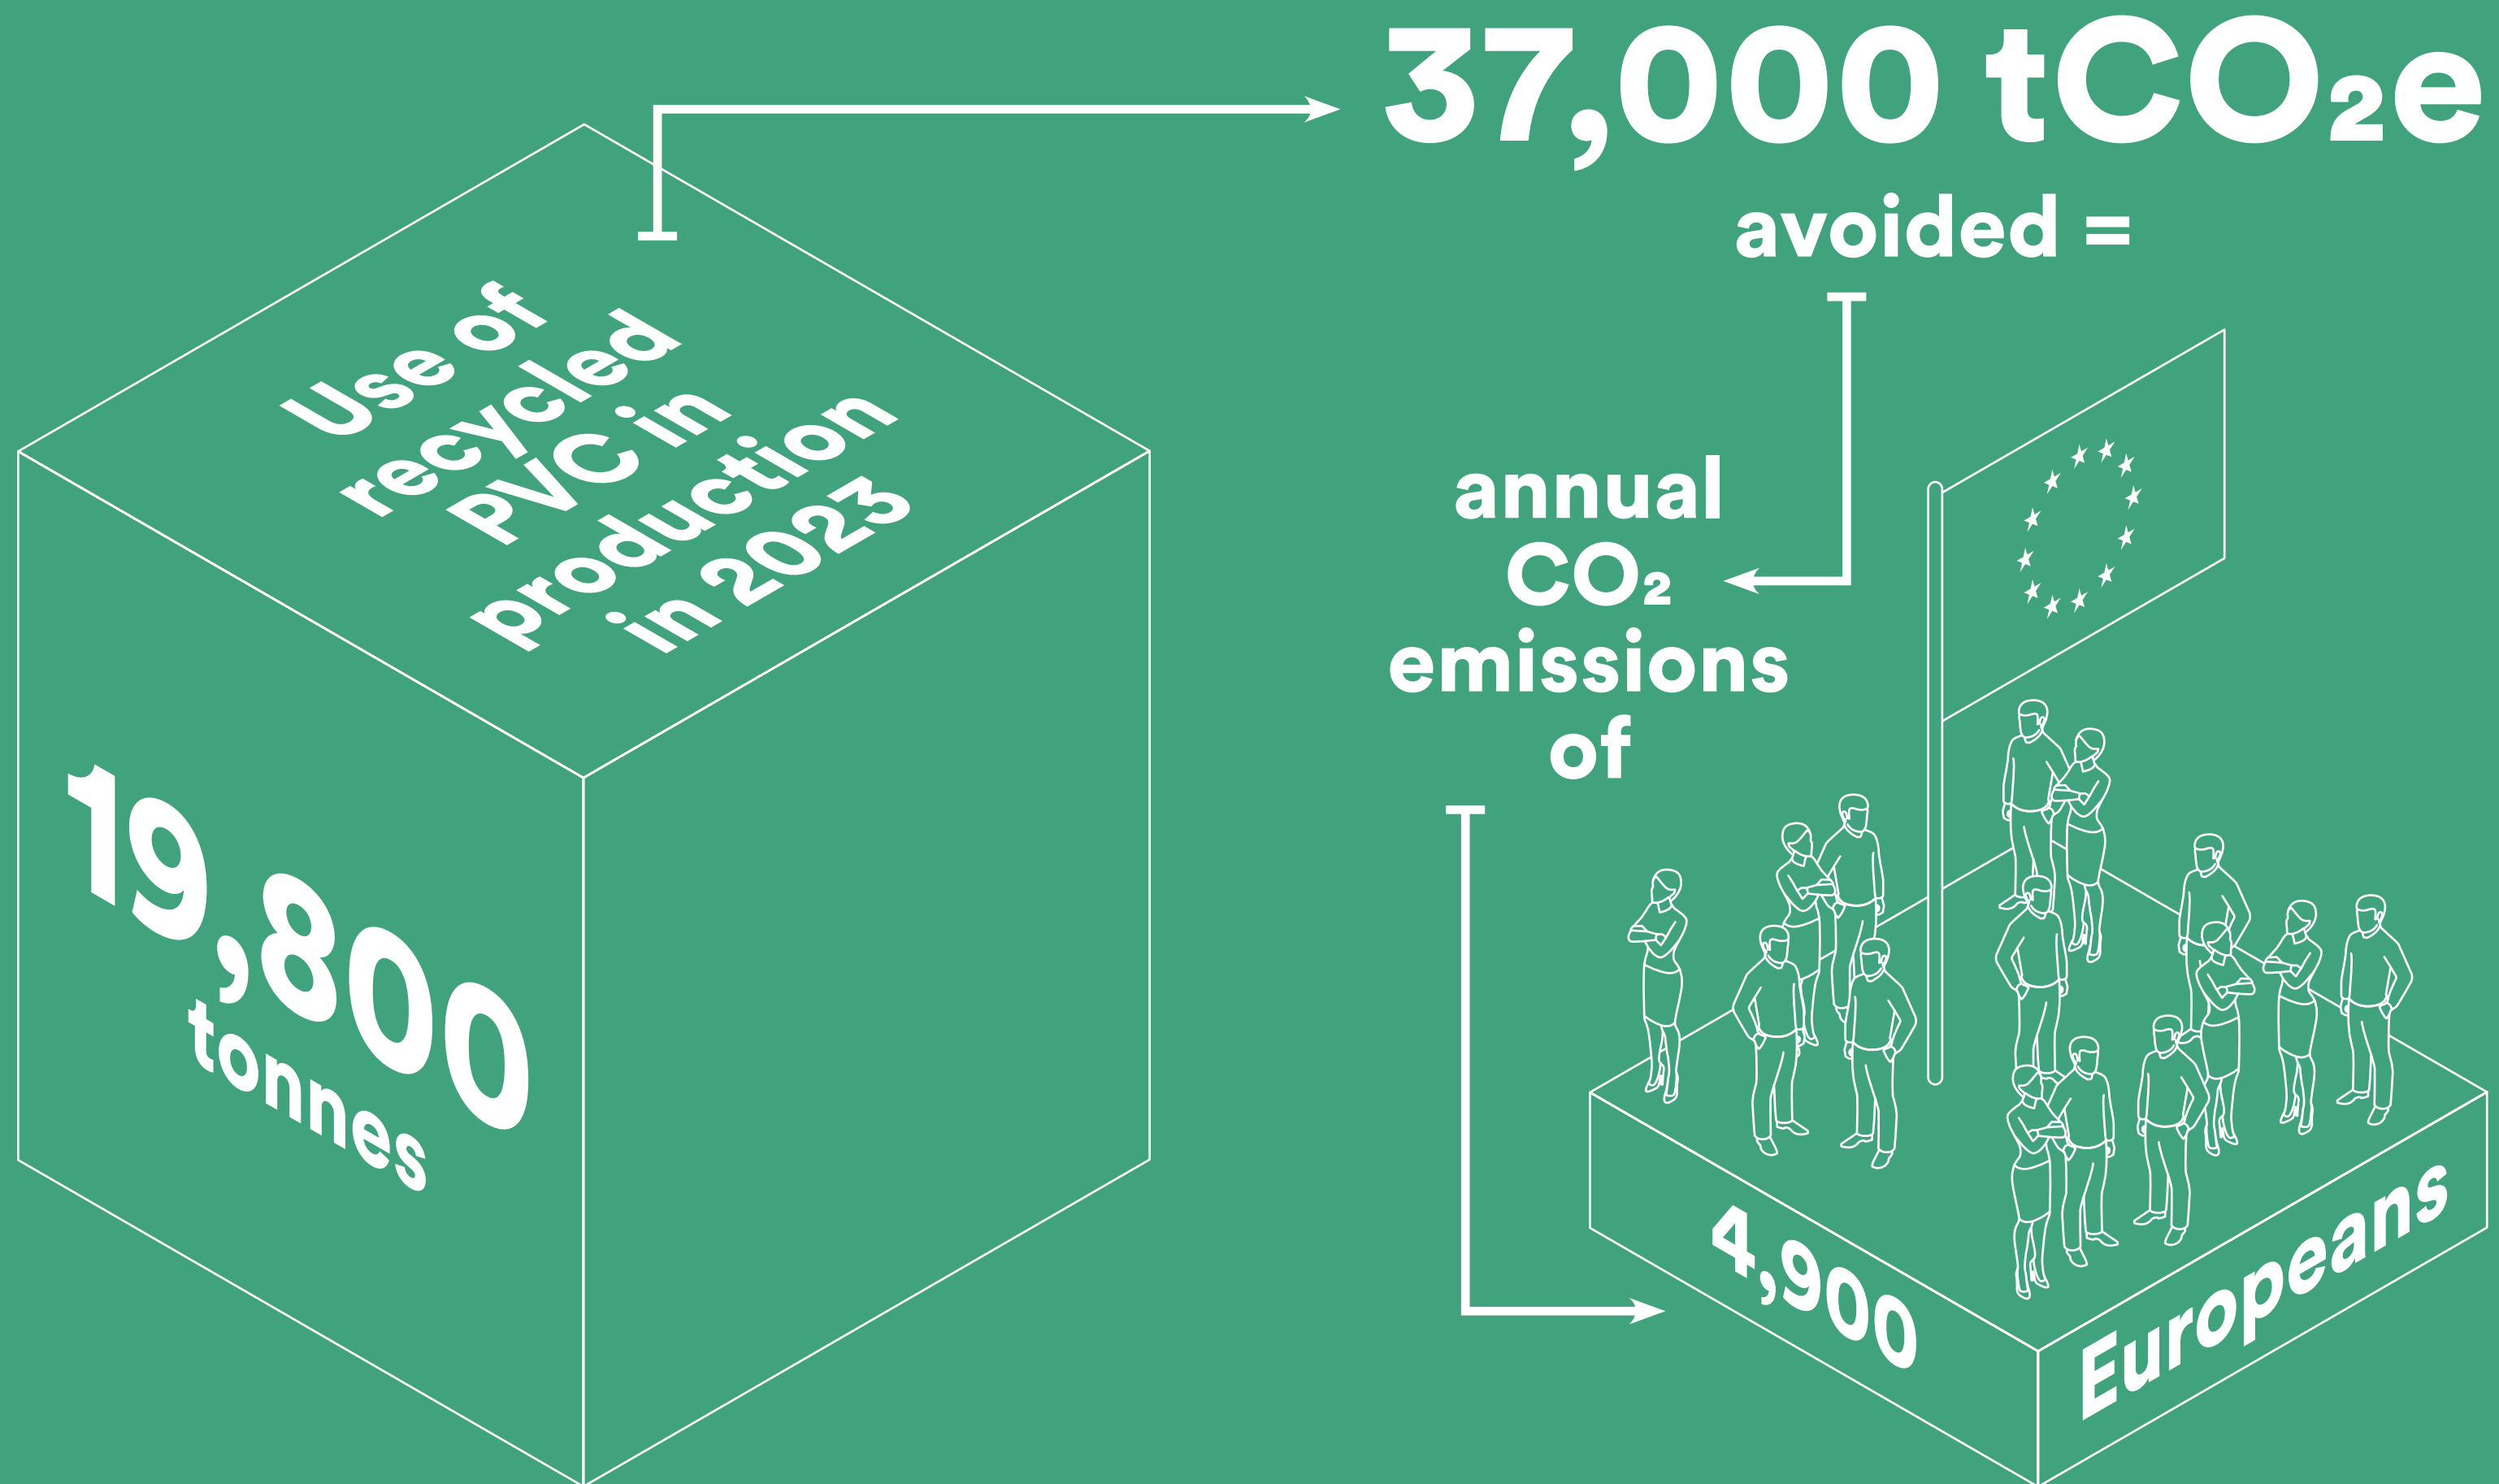 37,000 tCO₂e
avoided =
Use of
recycled
PVC in
production
in 2023
19,800
tonnes
annual
CO₂
emissions
of
4,900
Europeans